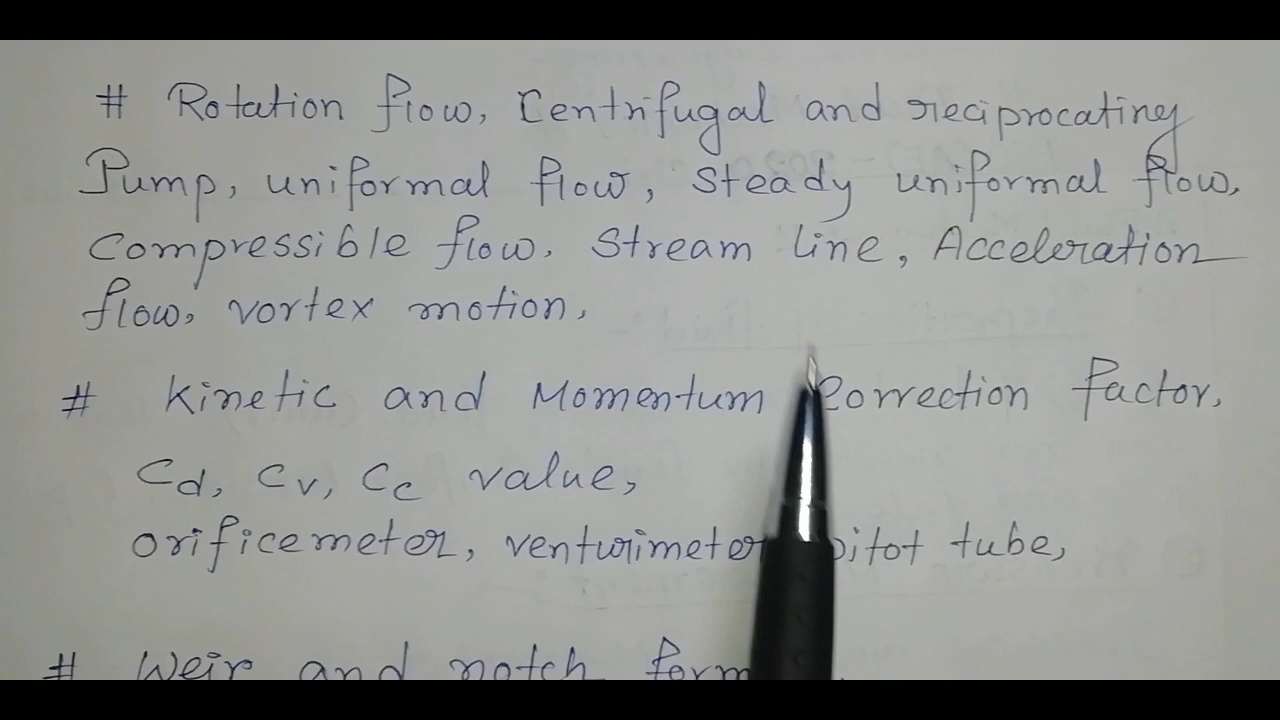 # Rotation flow, Centrifugal and reciprocating
Pump, uniformal flow, Steady uniformal flow,
Compressible flow. Stream line, Acceleration
flow, vortex motion.
# Kinetic and Momentum Correction factor,
Cd, Cv, Cc value,
orificemeter, venturimeter pitot tube,
# Weir and notch